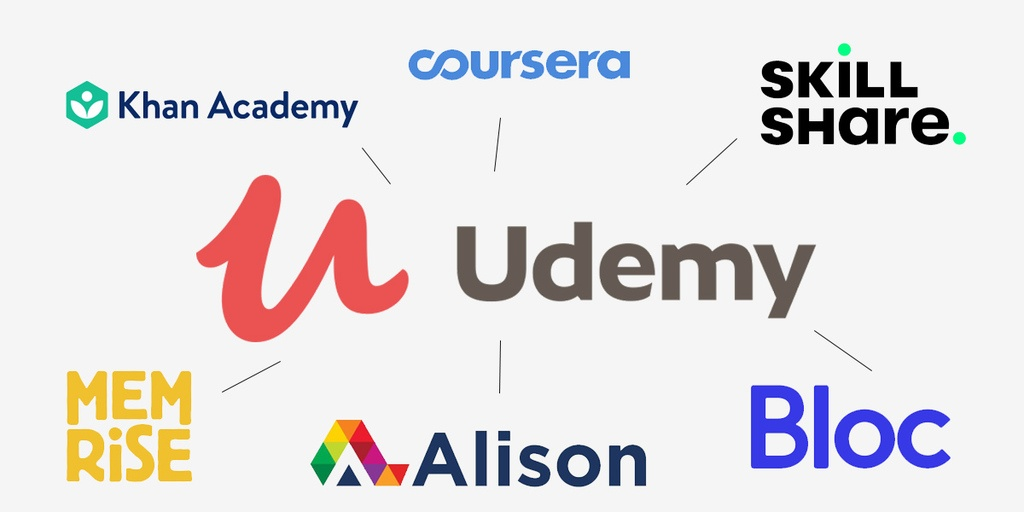 coursera
SKiLL
SHare.
Khan Academy
Udemy
MEM
RiSE
Alison
Bloc